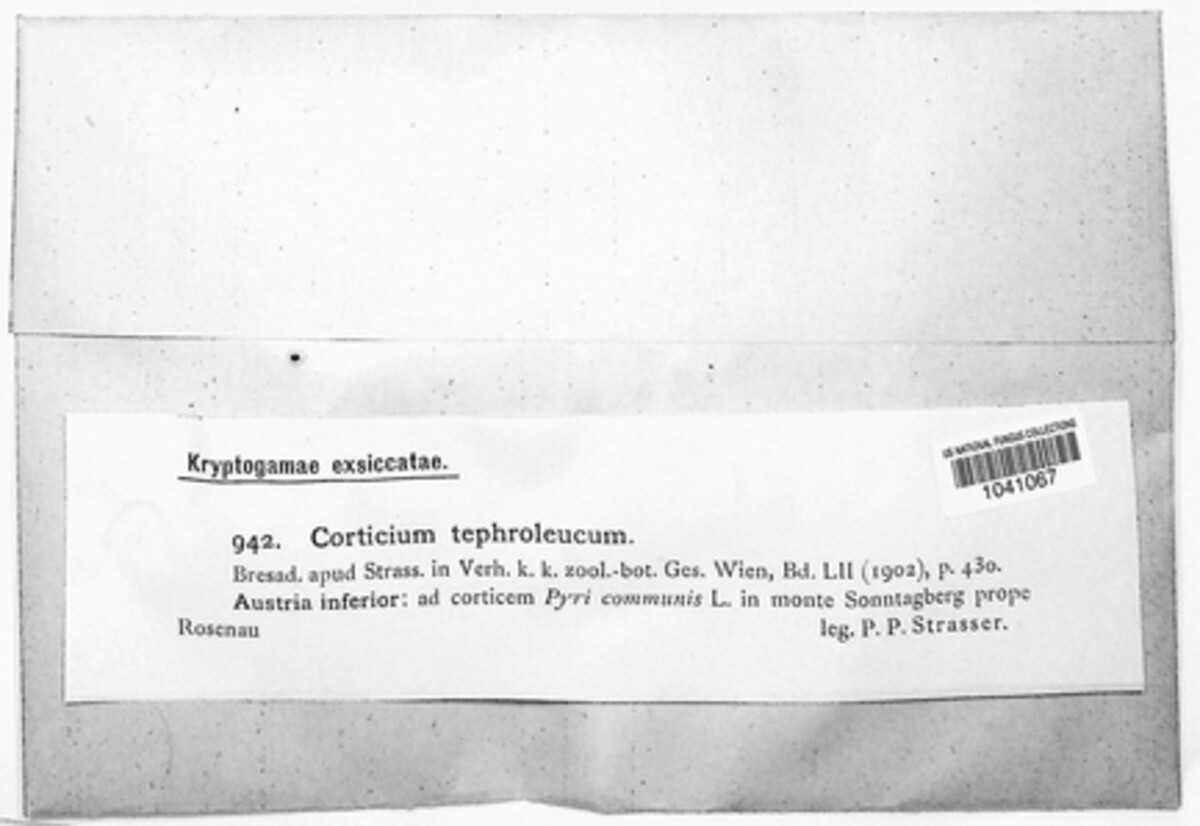 Kryptogamae exsiccatae.
US NATIONAL FUNGUS COLLECTIONS
1041067
942. Corticium tephroleucum.
Bresad. apud Strass. in Verh. k. k. zool.-bot. Ges. Wien, Bd. LII (1902), p. 430.
Austria inferior: ad corticem Pyri communis L. in monte Sonntagberg prope
Rosenau leg. P. P. Strasser.